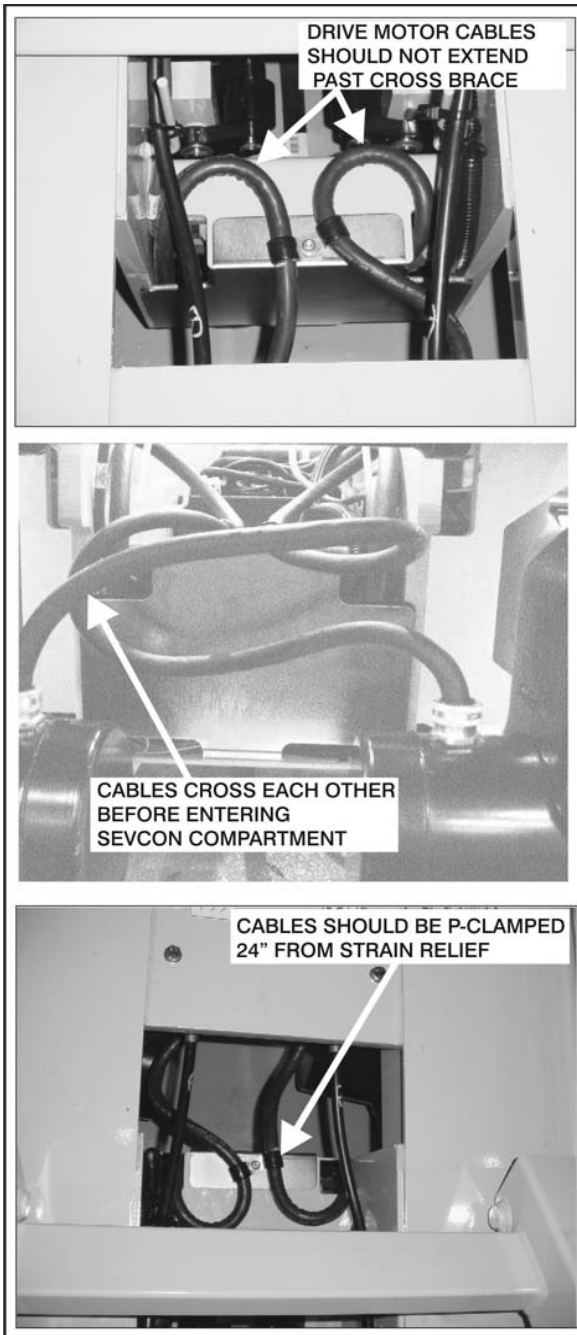 DRIVE MOTOR CABLES
SHOULD NOT EXTEND
PAST CROSS BRACE
CABLES CROSS EACH OTHER
BEFORE ENTERING
SEVCON COMPARTMENT
CABLES SHOULD BE P-CLAMPED
24” FROM STRAIN RELIEF